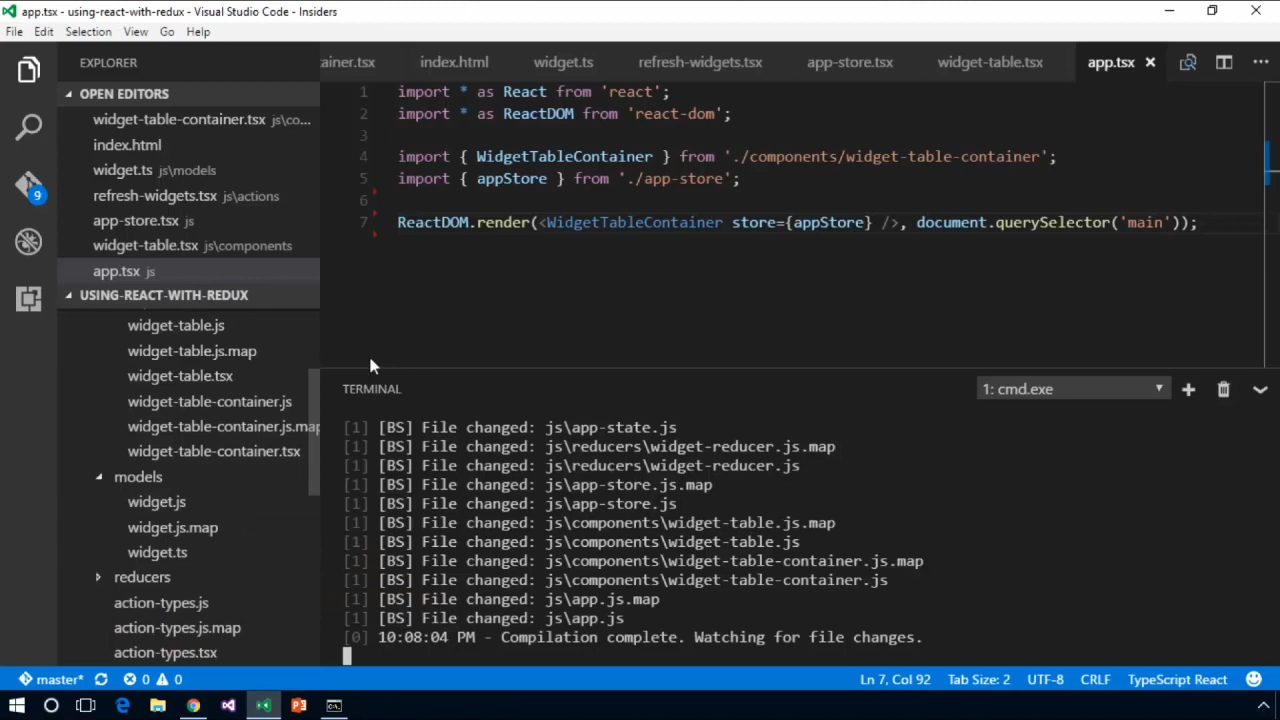 app.tsx - using-react-with-redux - Visual Studio Code - Insiders
File Edit Selection View Go Help
EXPLORER
OPEN EDITORS
widget-table-container.tsx js\co...
index.html
widget.ts js\models
refresh-widgets.tsx js\actions
app-store.tsx js
widget-table.tsx js\components
app.tsx js
USING-REACT-WITH-REDUX
widget-table.js
widget-table.js.map
widget-table.tsx
widget-table-container.js
widget-table-container.js.map
widget-table-container.tsx
models
widget.js
widget.js.map
widget.ts
reducers
action-types.js
action-types.js.map
action-types.tsx
9
ainer.tsx index.html widget.ts refresh-widgets.tsx app-store.tsx widget-table.tsx app.tsx
1 import * as React from 'react';
2 import * as ReactDOM from 'react-dom';
3
4 import { WidgetTableContainer } from './components/widget-table-container';
5 import { appStore } from './app-store';
6
7 ReactDOM.render(<WidgetTableContainer store={appStore} />, document.querySelector('main'));
TERMINAL
1: cmd.exe
[1] [BS] File changed: js\app-state.js
[1] [BS] File changed: js\reducers\widget-reducer.js.map
[1] [BS] File changed: js\reducers\widget-reducer.js
[1] [BS] File changed: js\app-store.js.map
[1] [BS] File changed: js\app-store.js
[1] [BS] File changed: js\components\widget-table.js.map
[1] [BS] File changed: js\components\widget-table.js
[1] [BS] File changed: js\components\widget-table-container.js.map
[1] [BS] File changed: js\components\widget-table-container.js
[1] [BS] File changed: js\app.js.map
[1] [BS] File changed: js\app.js
[0] 10:08:04 PM - Compilation complete. Watching for file changes.
master* 0 0 Ln 7, Col 92 Tab Size: 2 UTF-8 CRLF TypeScript React